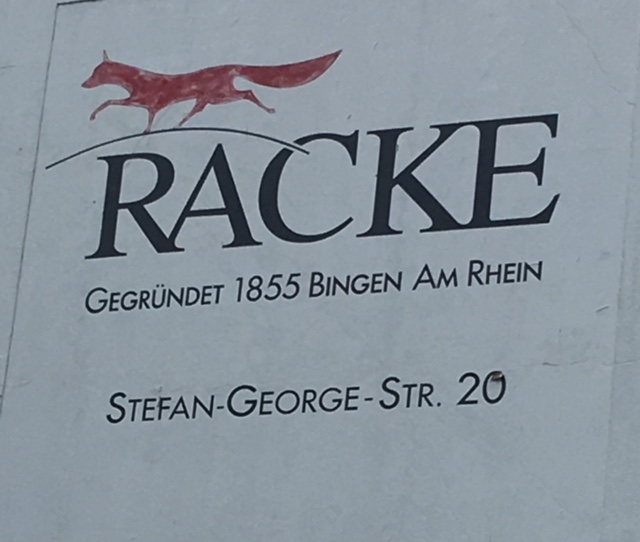 RACKE
GEGRÜNDET 1855 BINGEN AM RHEIN
STEFAN-GEORGE-STR. 20